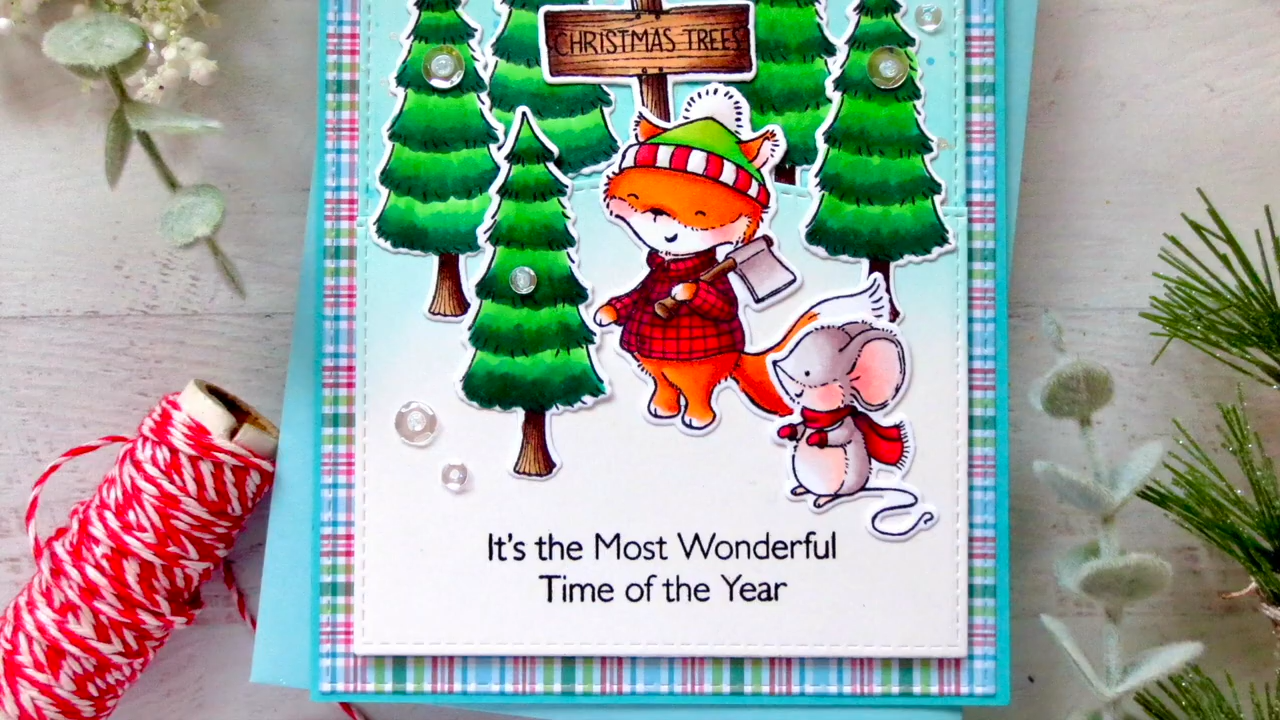 CHRISTMAS TREES
It's the Most Wonderful
Time of the Year